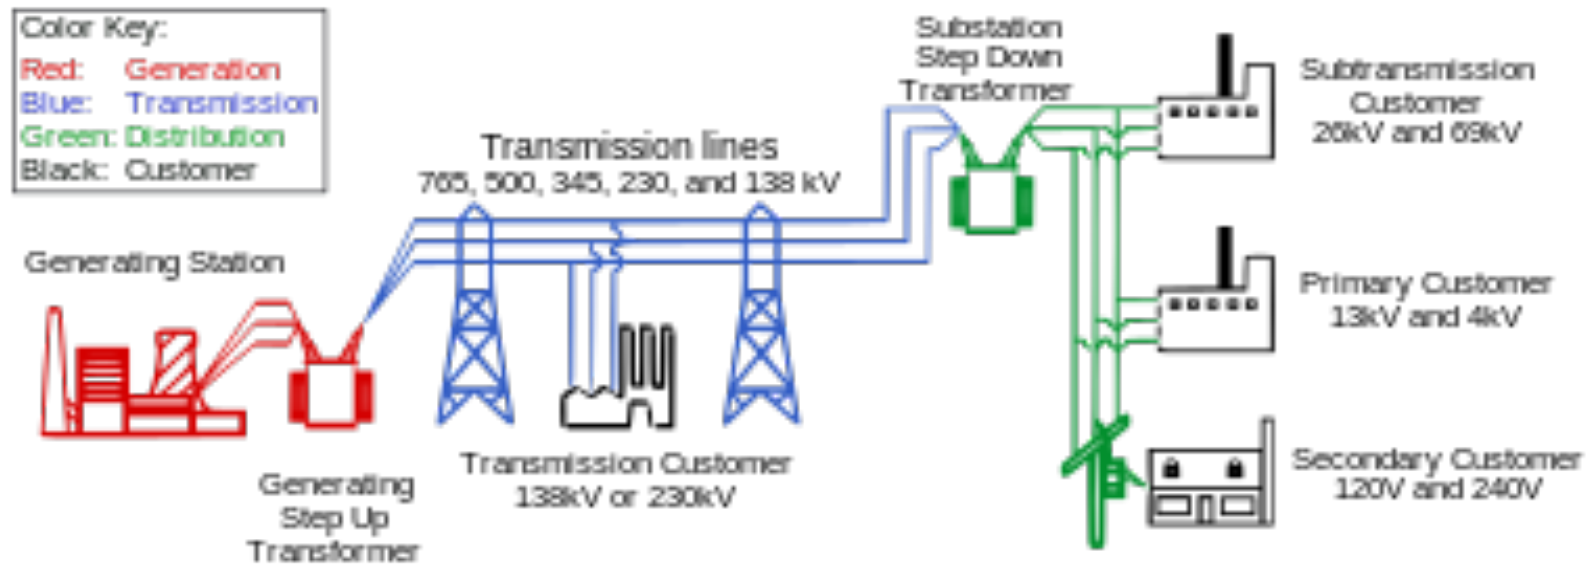 Color Key:
Red: Generation
Blue: Transmission
Green: Distribution
Black: Customer
Generating Station
Generating
Step Up
Transformer
Transmission lines
765, 500, 345, 230, and 138 kV
Transmission Customer
138kV or 230kV
Substation
Step Down
Transformer
Subtransmission
Customer
26kV and 69kV
Primary Customer
13kV and 4kV
Secondary Customer
120V and 240V